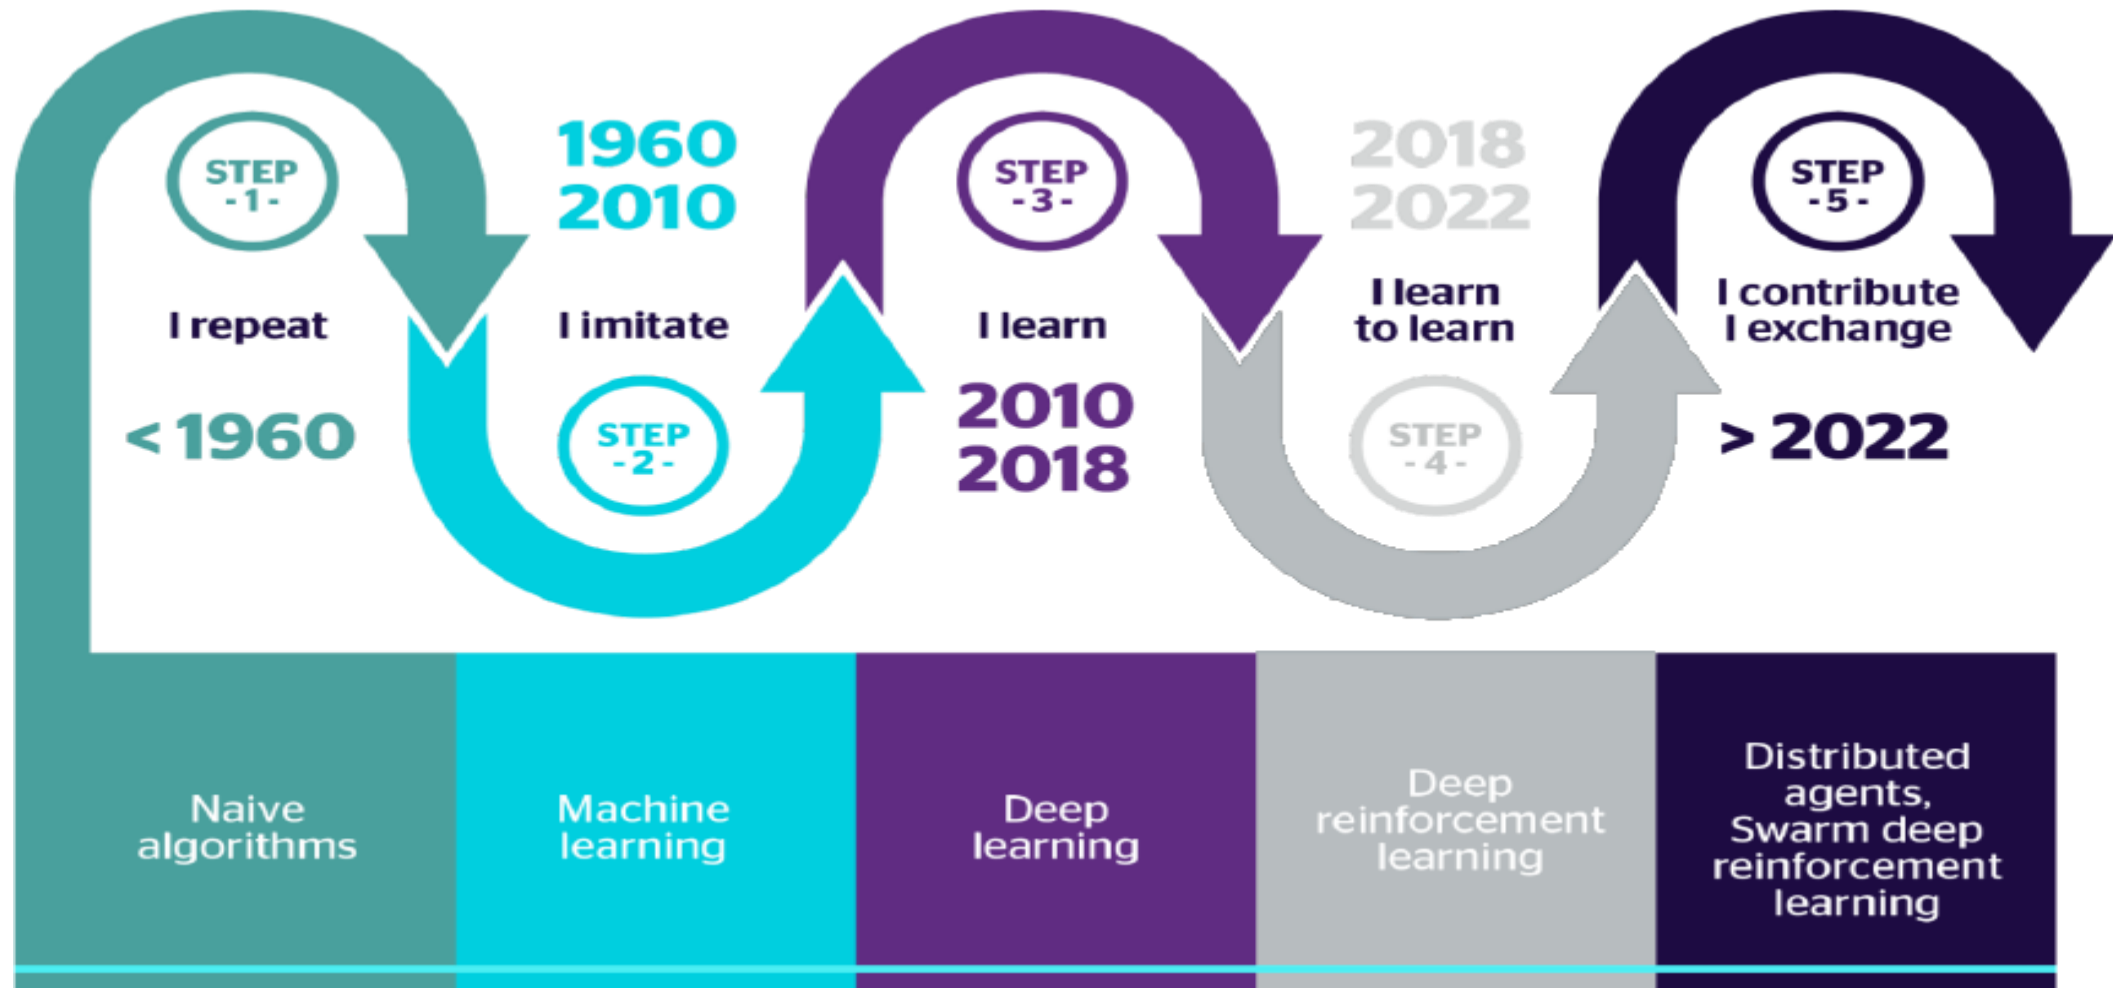 STEP
- 1 -
I repeat
< 1960
1960
2010
I imitate
STEP
- 2 -
STEP
- 3 -
I learn
2010
2018
2018
2022
I learn
to learn
STEP
- 4 -
STEP
- 5 -
I contribute
I exchange
> 2022
Naive
algorithms
Machine
learning
Deep
learning
Deep
reinforcement
learning
Distributed
agents,
Swarm deep
reinforcement
learning